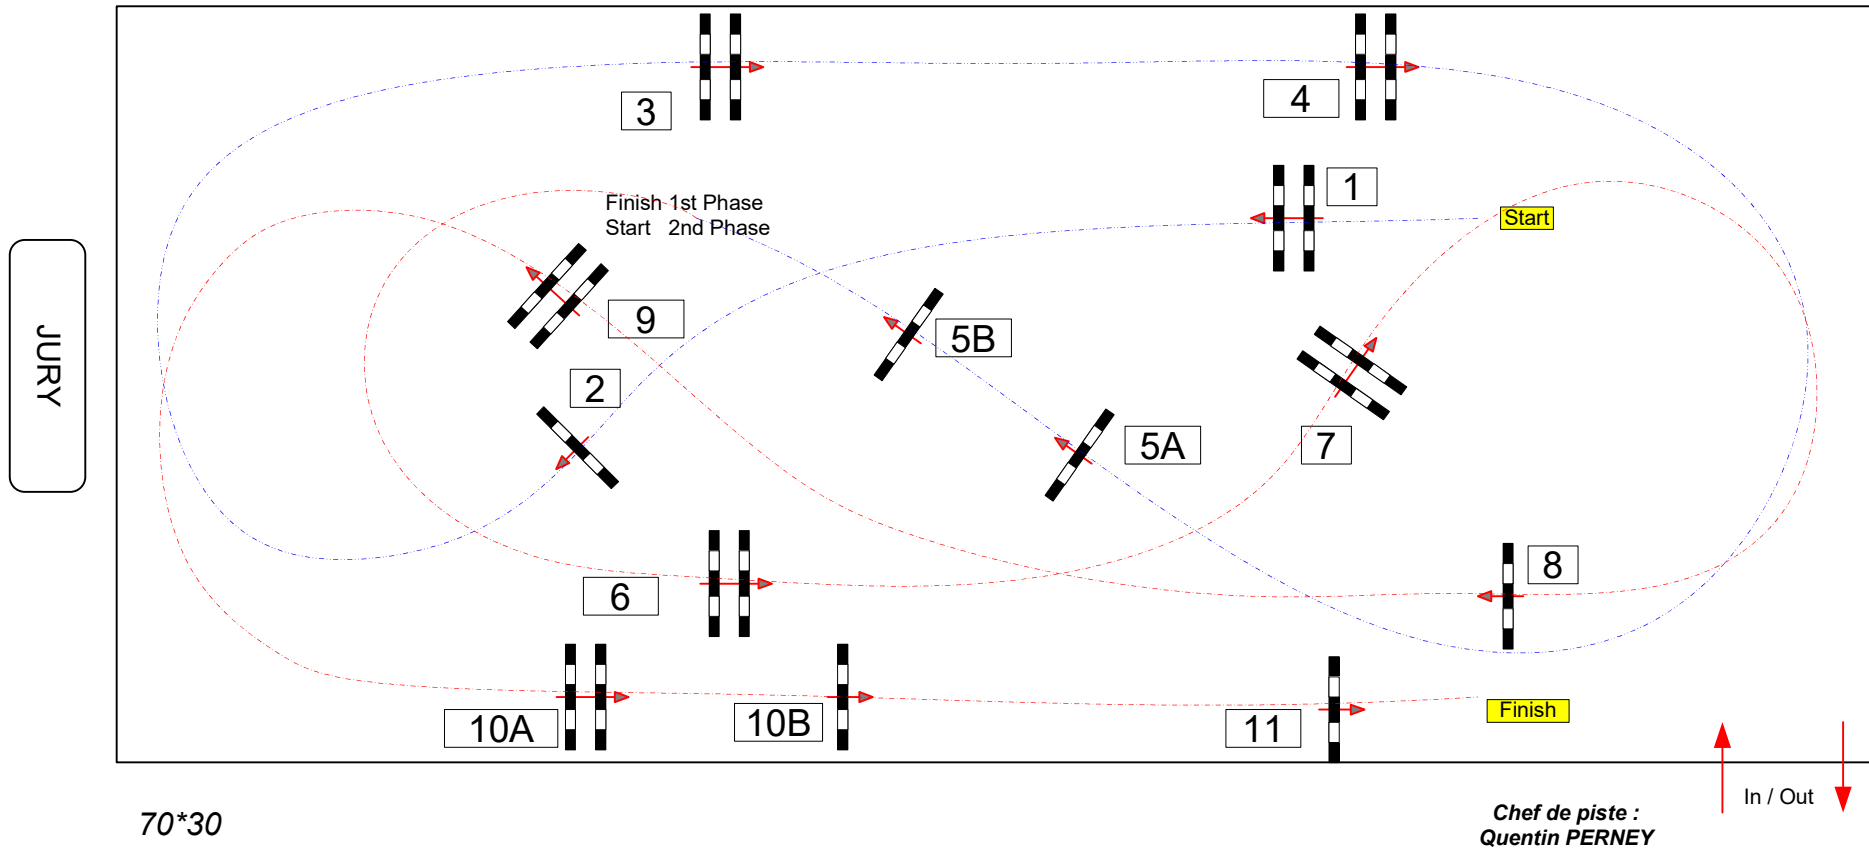 3
4
1
Start
Finish 1st Phase
Start 2nd Phase
9
5B
2
JURY
5A
7
6
8
10A
10B
11
Finish
In / Out
70*30
Chef de piste :
Quentin PERNEY